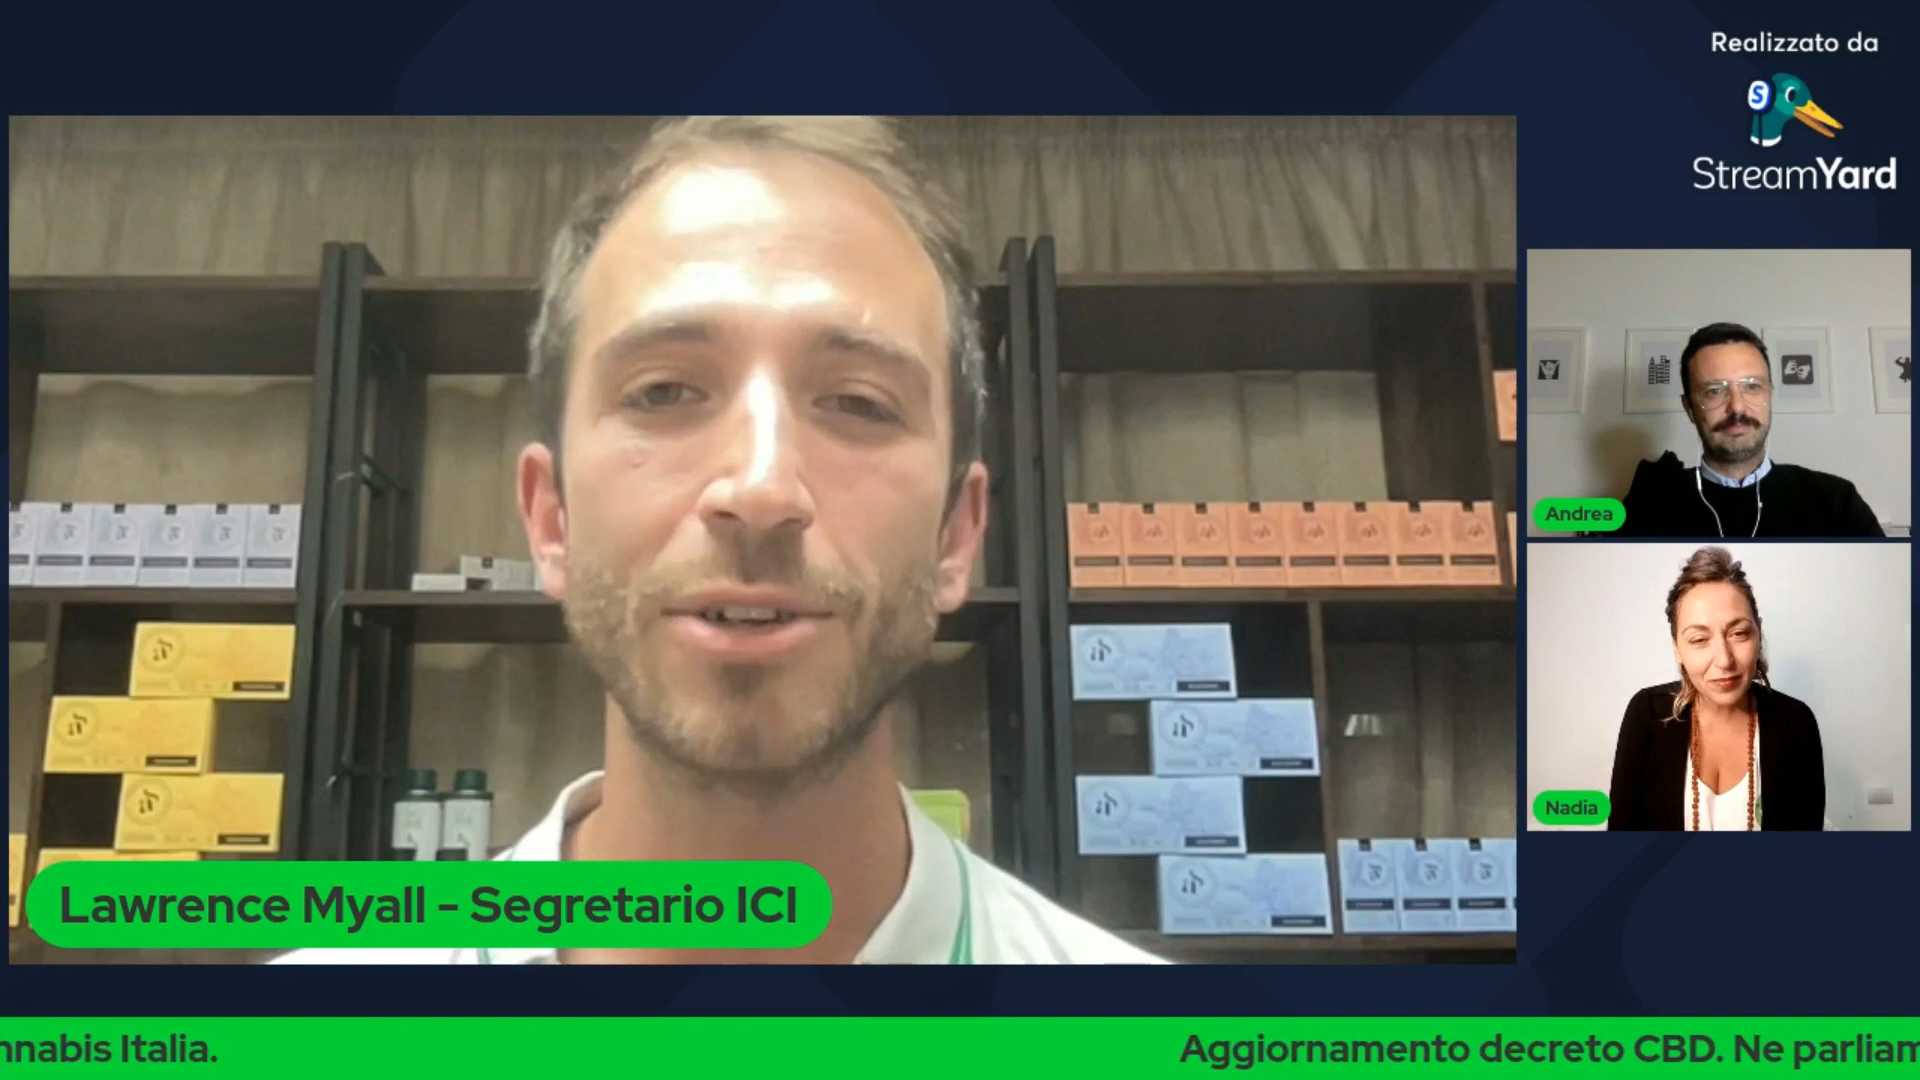 Realizzato da
S
StreamYard
Andrea
Nadia
Lawrence Myall - Segretario ICI
nnabis Italia.
Aggiornamento decreto CBD. Ne parliam